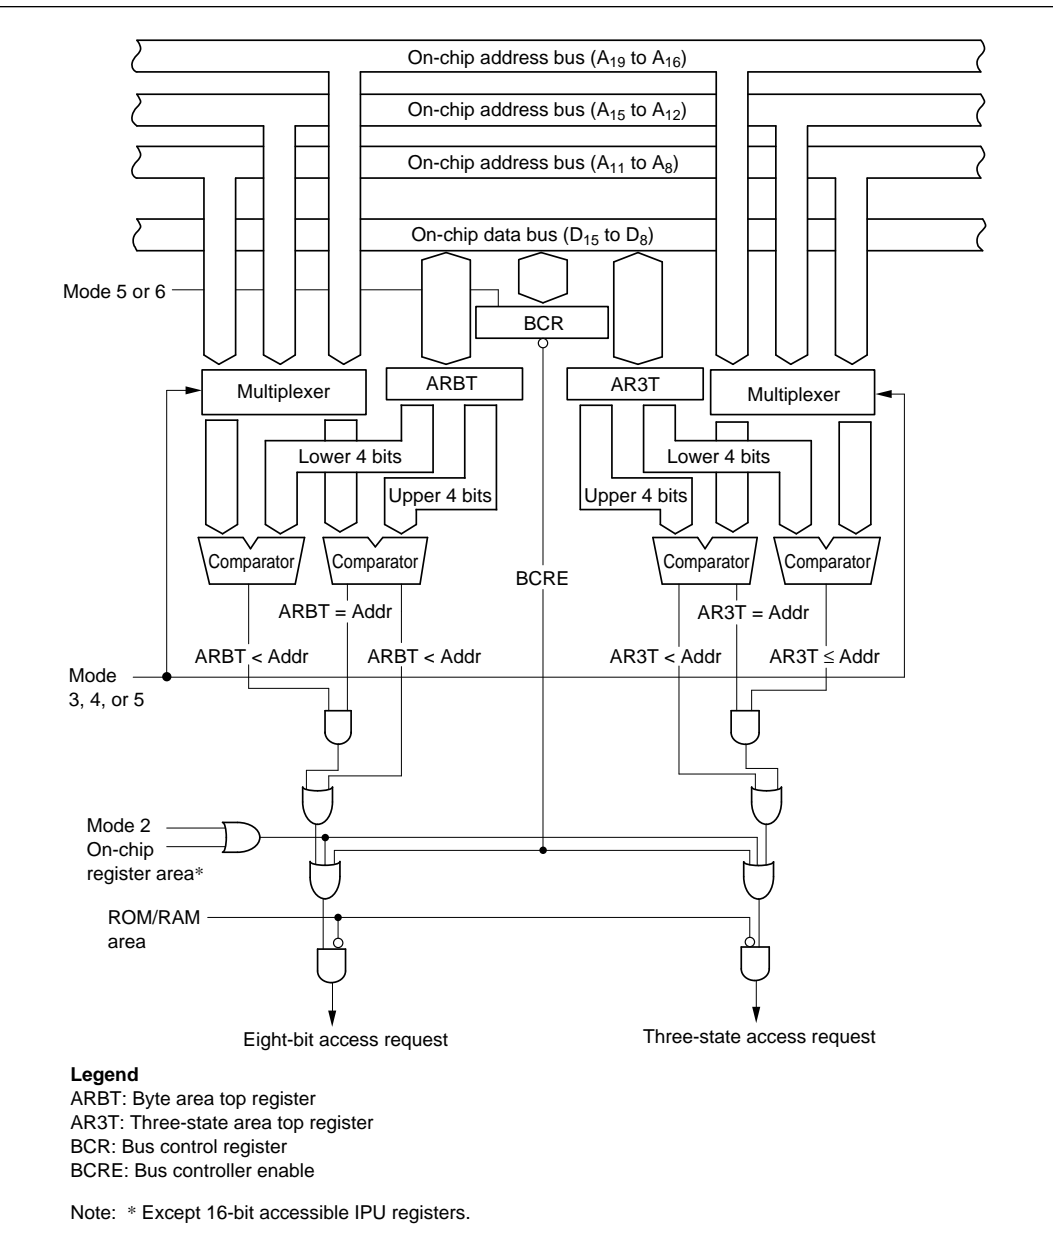 On-chip address bus (A19 to A16)
On-chip address bus (A15 to A12)
On-chip address bus (A11 to A8)
On-chip data bus (D15 to D8)
Mode 5 or 6
BCR
Multiplexer
ARBT
AR3T
Multiplexer
Lower 4 bits
Lower 4 bits
Upper 4 bits
Upper 4 bits
Comparator
Comparator
Comparator
Comparator
BCRE
ARBT = Addr
AR3T = Addr
ARBT < Addr
ARBT < Addr
AR3T < Addr
AR3T ≤ Addr
Mode
3, 4, or 5
Mode 2
On-chip
register area*
ROM/RAM
area
Eight-bit access request
Three-state access request
Legend
ARBT: Byte area top register
AR3T: Three-state area top register
BCR: Bus control register
BCRE: Bus controller enable
Note: * Except 16-bit accessible IPU registers.